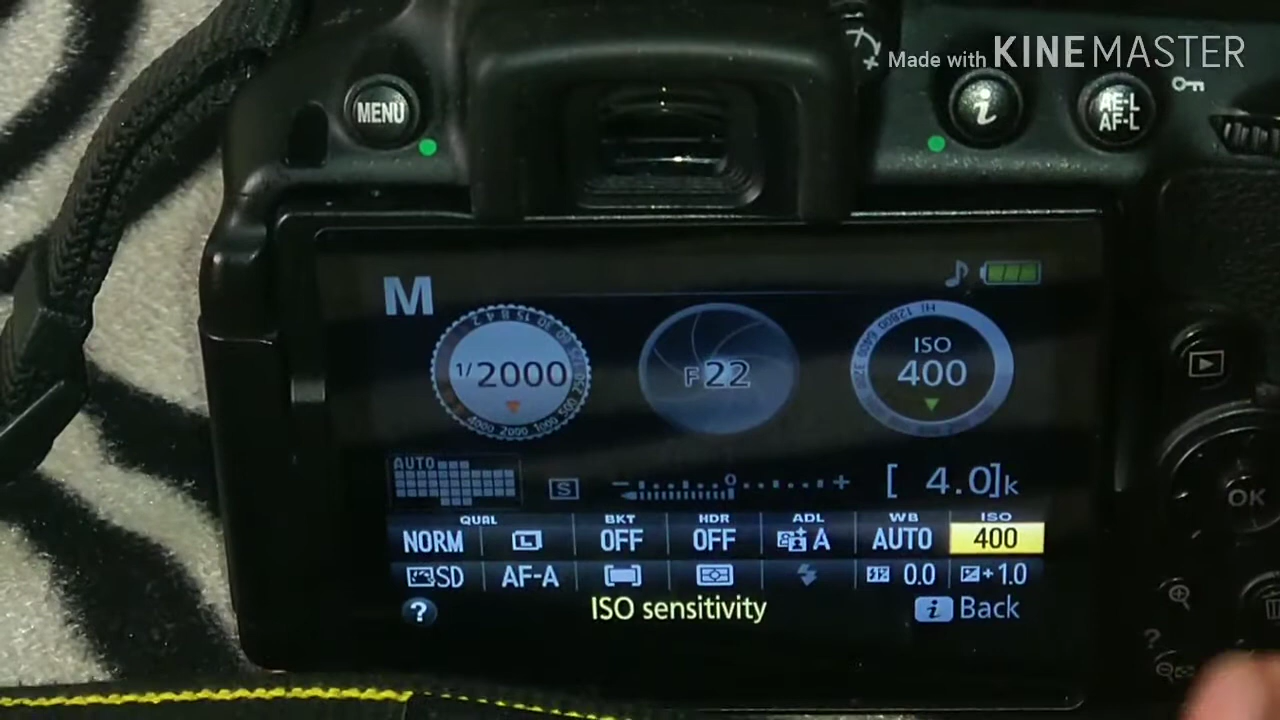 Made with KINEMASTER
MENU
i
AE-L
AF-L
M
1/2000
F22
ISO
400
AUTO
S
− 0 +
[ 4.0]k
QUAL BKT HDR ADL WB ISO
NORM L OFF OFF A AUTO 400
SD AF-A 0.0 +1.0
? ISO sensitivity i Back
OK
?